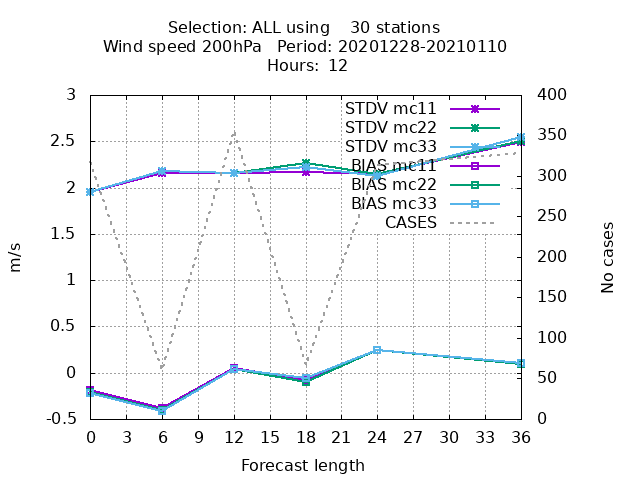 Selection: ALL using    30 stations
Wind speed 200hPa   Period: 20201228-20210110
Hours:  12
3
2.5
2
1.5
1
0.5
0
-0.5
m/s
400
350
300
250
200
150
100
50
0
No cases
STDV mc11
STDV mc22
STDV mc33
BIAS mc11
BIAS mc22
BIAS mc33
CASES
0 3 6 9 12 15 18 21 24 27 30 33 36
Forecast length